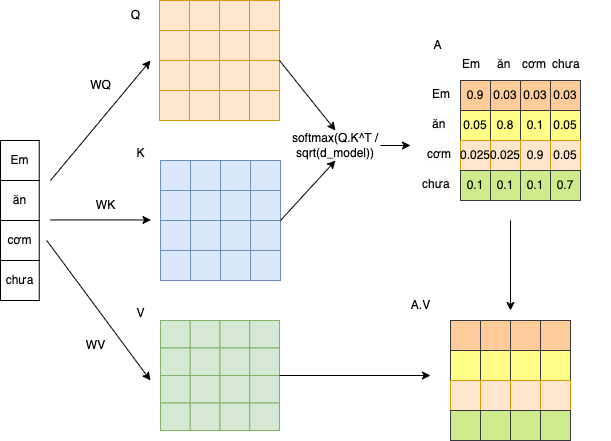 Q
A
Em ăn cơm chưa
WQ
Em 0.9 0.03 0.03 0.03
ăn 0.05 0.8 0.1 0.05
cơm 0.025 0.025 0.9 0.05
chưa 0.1 0.1 0.1 0.7
softmax(Q.K^T /
sqrt(d_model))
Em
ăn
cơm
chưa
K
WK
V
WV
A.V